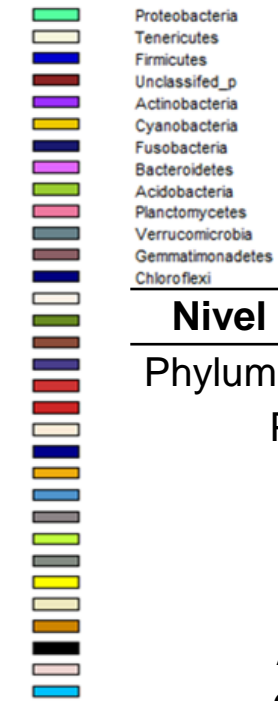 Proteobacteria
Tenericutes
Firmicutes
Unclassifed_p
Actinobacteria
Cyanobacteria
Fusobacteria
Bacteroidetes
Acidobacteria
Planctomycetes
Verrucomicrobia
Gemmatimonadetes
Chloroflexi
Nivel
Phylum